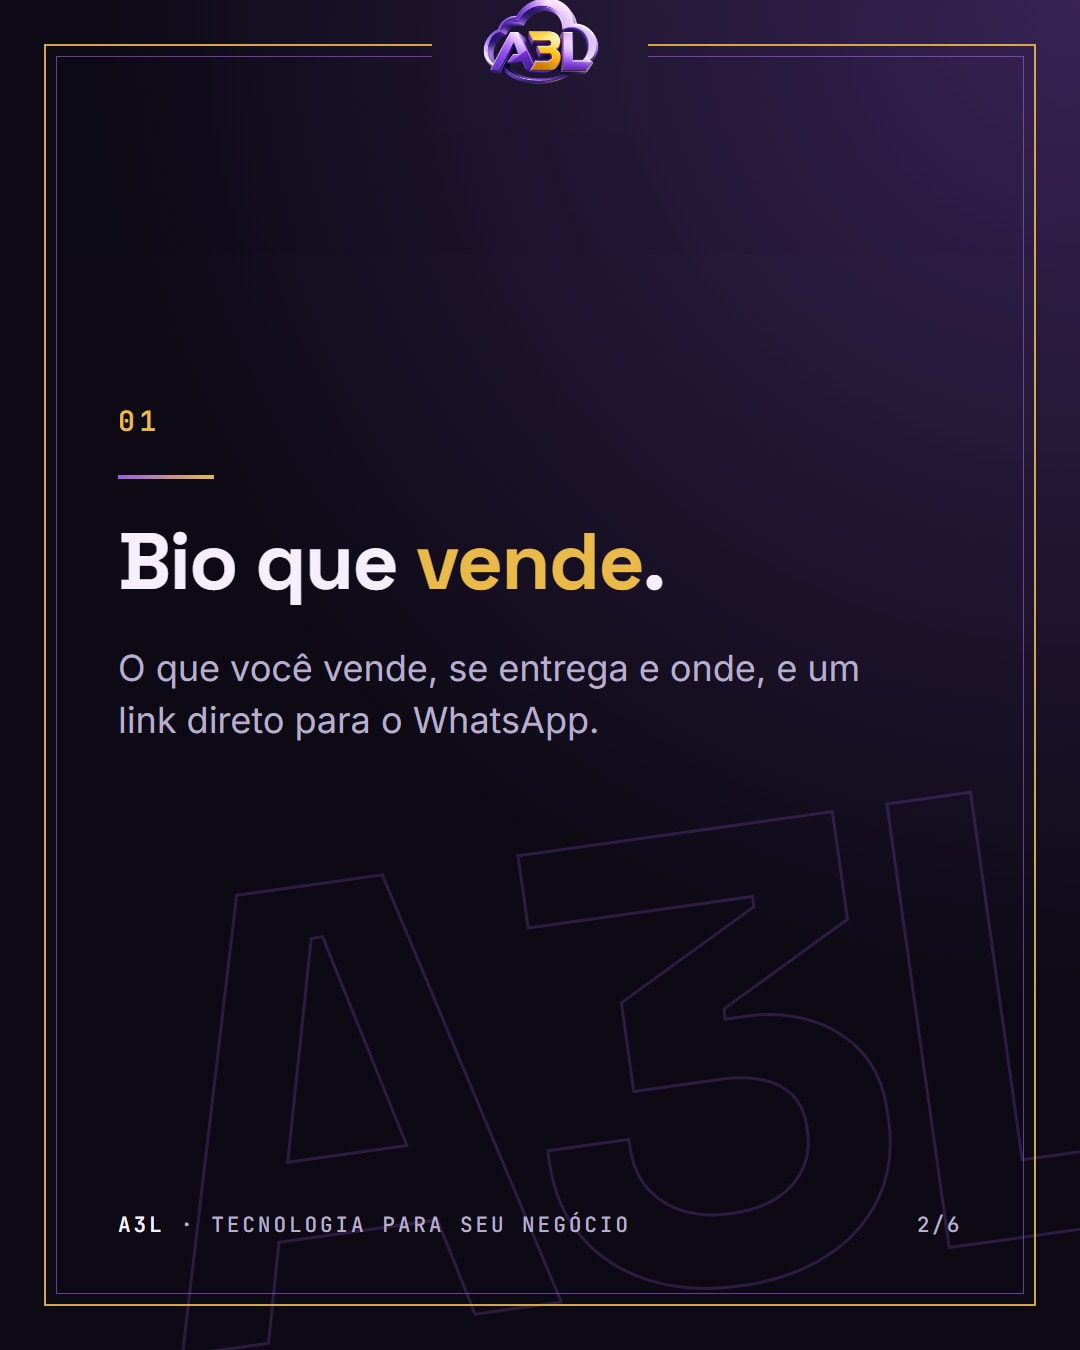 A3L
01
Bio que vende.
O que você vende, se entrega e onde, e um
link direto para o WhatsApp.
A3L
A3L · TECNOLOGIA PARA SEU NEGÓCIO
2/6